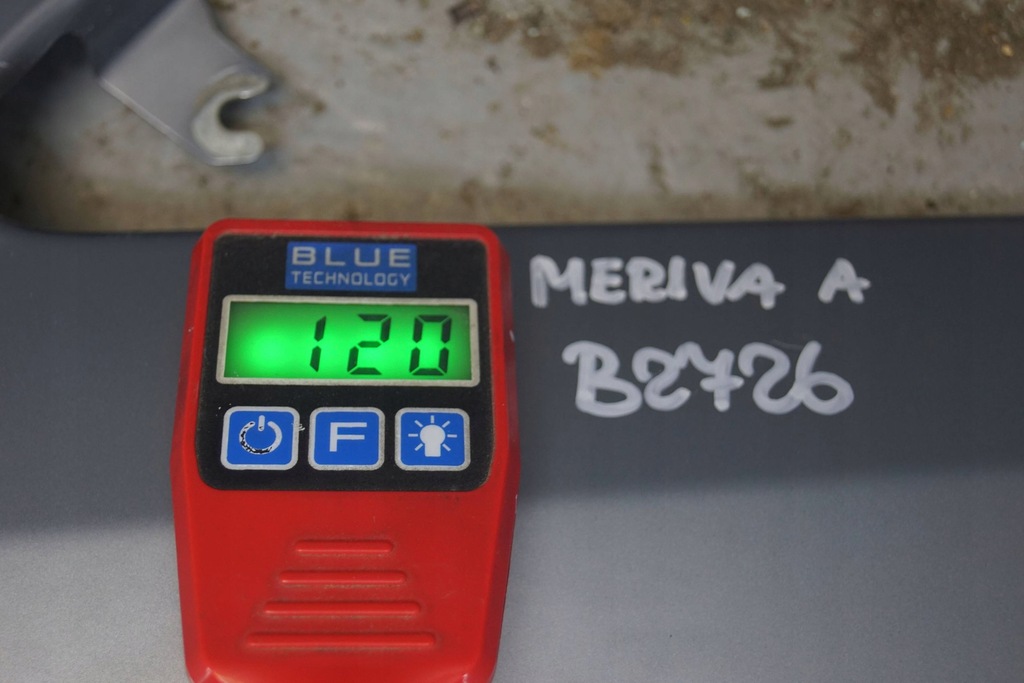 BLUE
TECHNOLOGY
120
F
MERIVA A
B2726